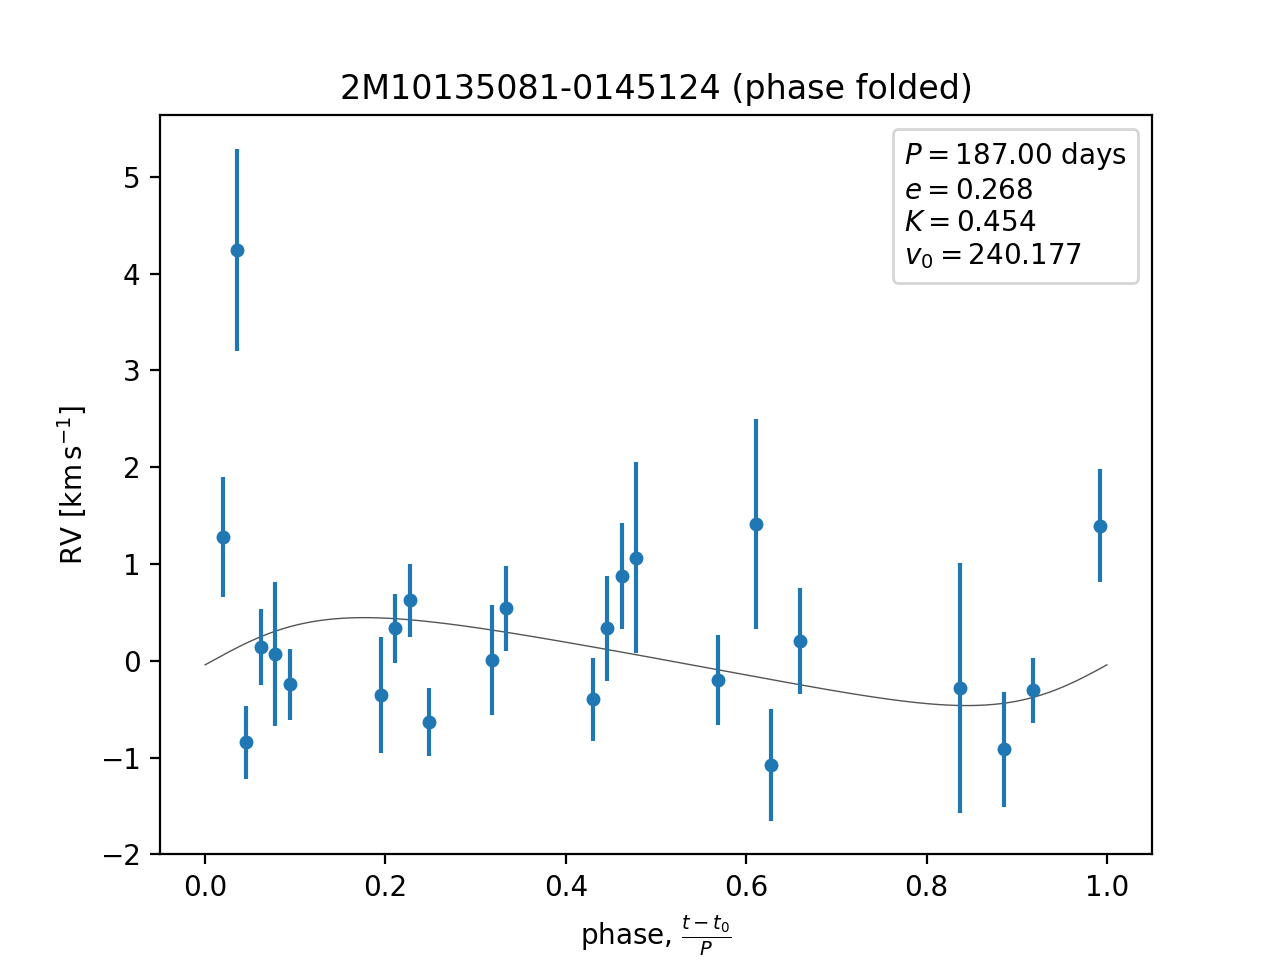 2M10135081-0145124 (phase folded)
P = 187.00 days
e = 0.268
K = 0.454
v₀ = 240.177
5
4
3
2
1
0
−1
−2
RV [km s⁻¹]
0.0 0.2 0.4 0.6 0.8 1.0
phase, (t − t₀)/P